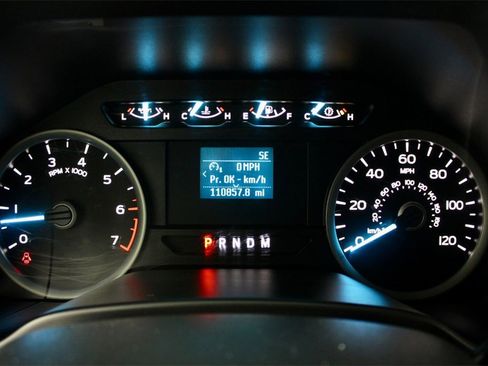 L H C H E F C H
SE
0 MPH
Pr. OK - km/h
110857.8 mi
P R N D M
0 1 2 3 4 5 6 7
RPM X 1000
0 20 40 60 80 100 120
MPH
km/h